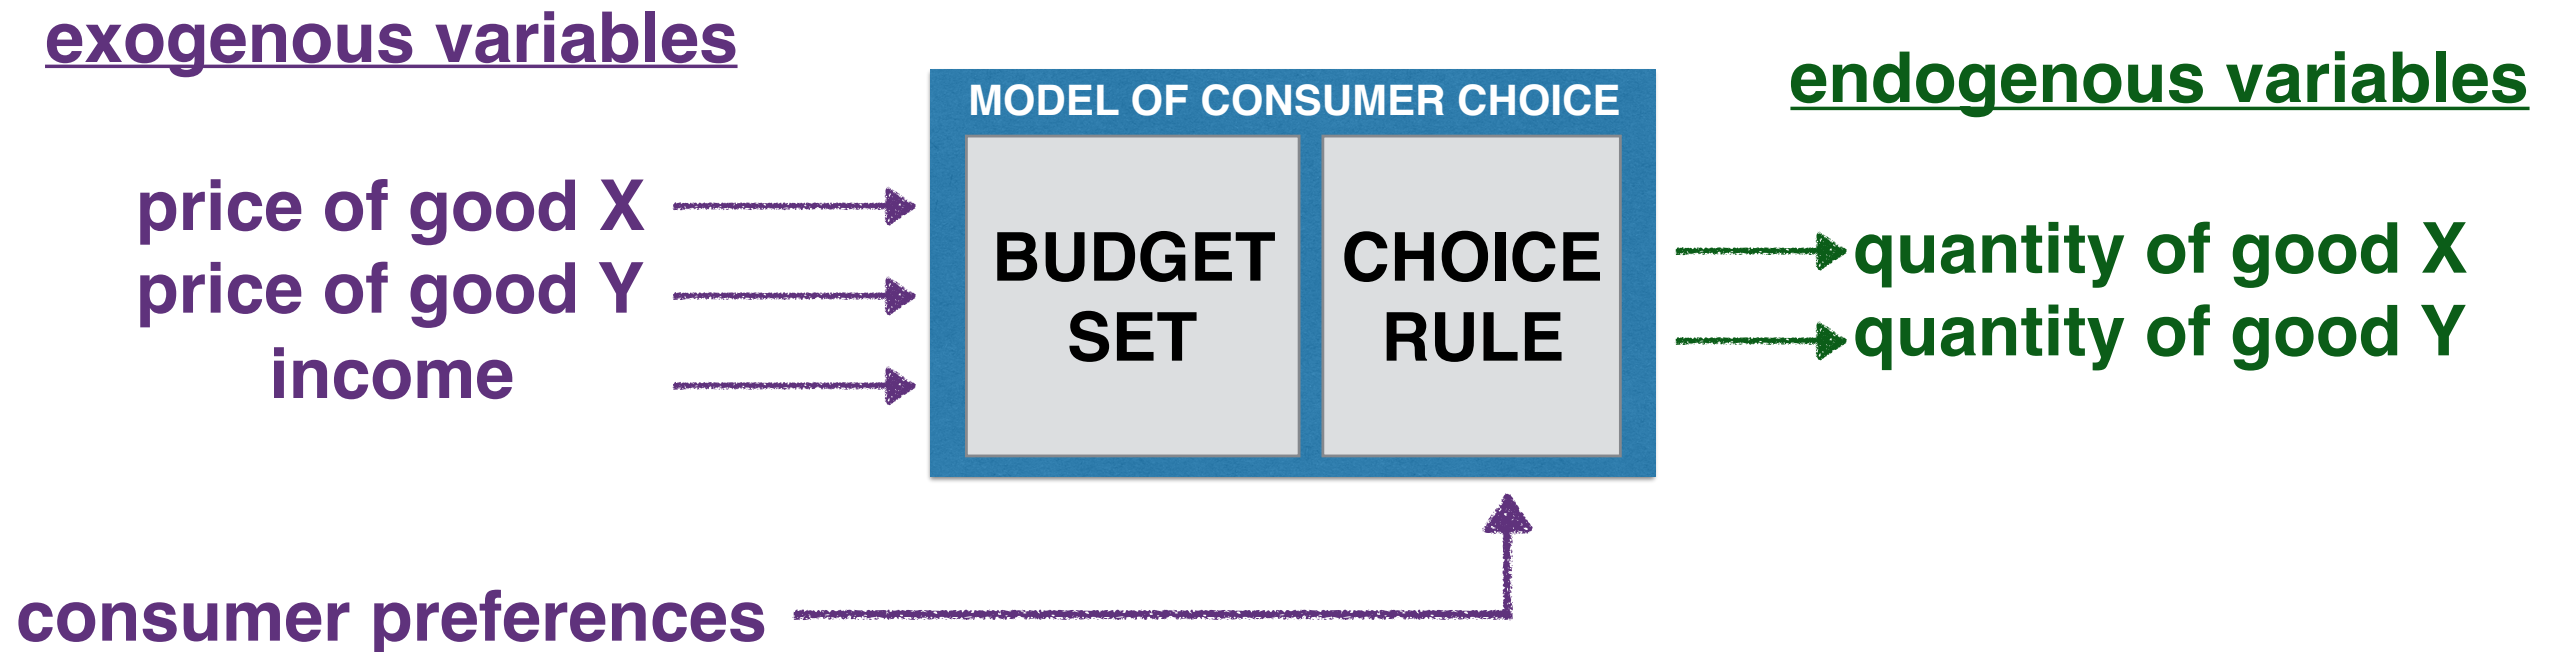 exogenous variables
price of good X
price of good Y
income
consumer preferences
MODEL OF CONSUMER CHOICE
BUDGET
SET
CHOICE
RULE
endogenous variables
quantity of good X
quantity of good Y